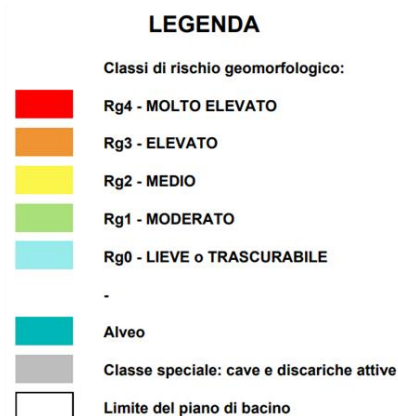 LEGENDA
Classi di rischio geomorfologico:
Rg4 - MOLTO ELEVATO
Rg3 - ELEVATO
Rg2 - MEDIO
Rg1 - MODERATO
Rg0 - LIEVE o TRASCURABILE
-
Alveo
Classe speciale: cave e discariche attive
Limite del piano di bacino